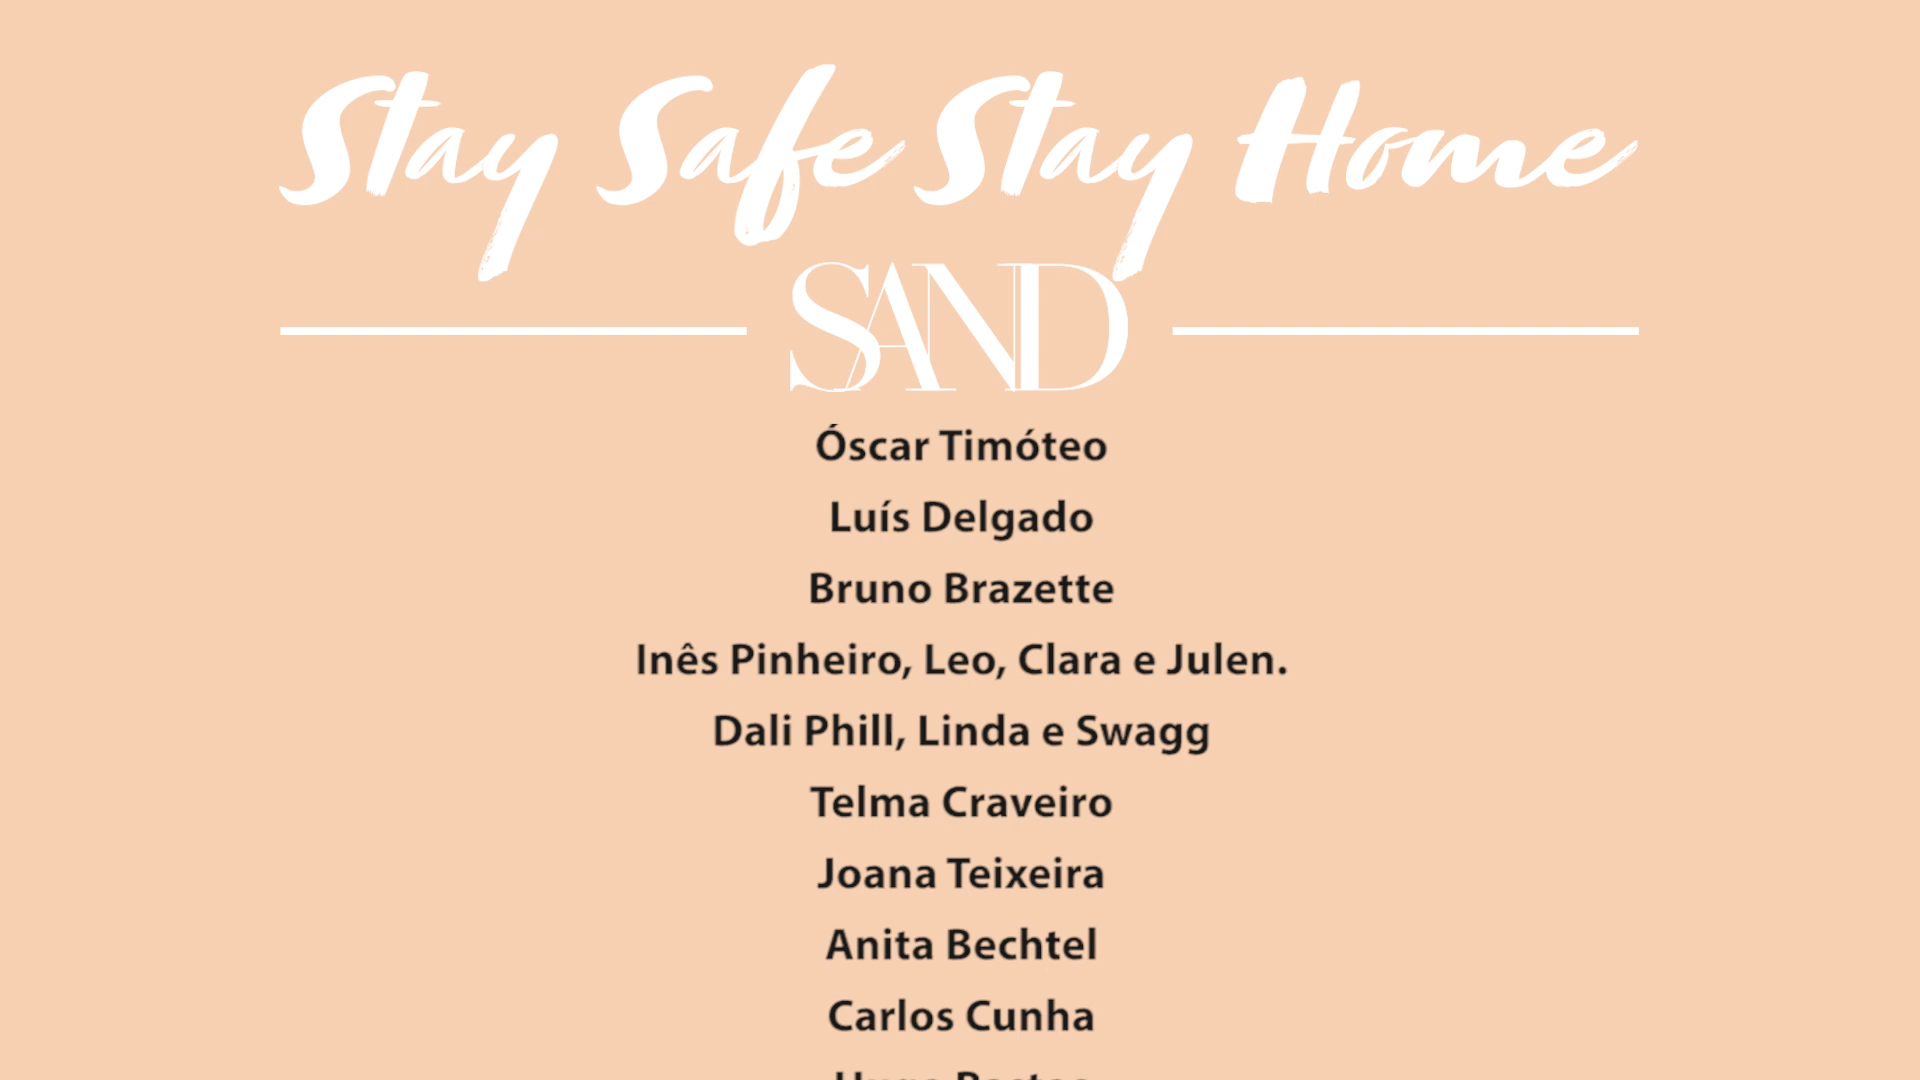 Stay Safe Stay Home
SAND
Óscar Timóteo
Luís Delgado
Bruno Brazette
Inês Pinheiro, Leo, Clara e Julen.
Dali Phill, Linda e Swagg
Telma Craveiro
Joana Teixeira
Anita Bechtel
Carlos Cunha